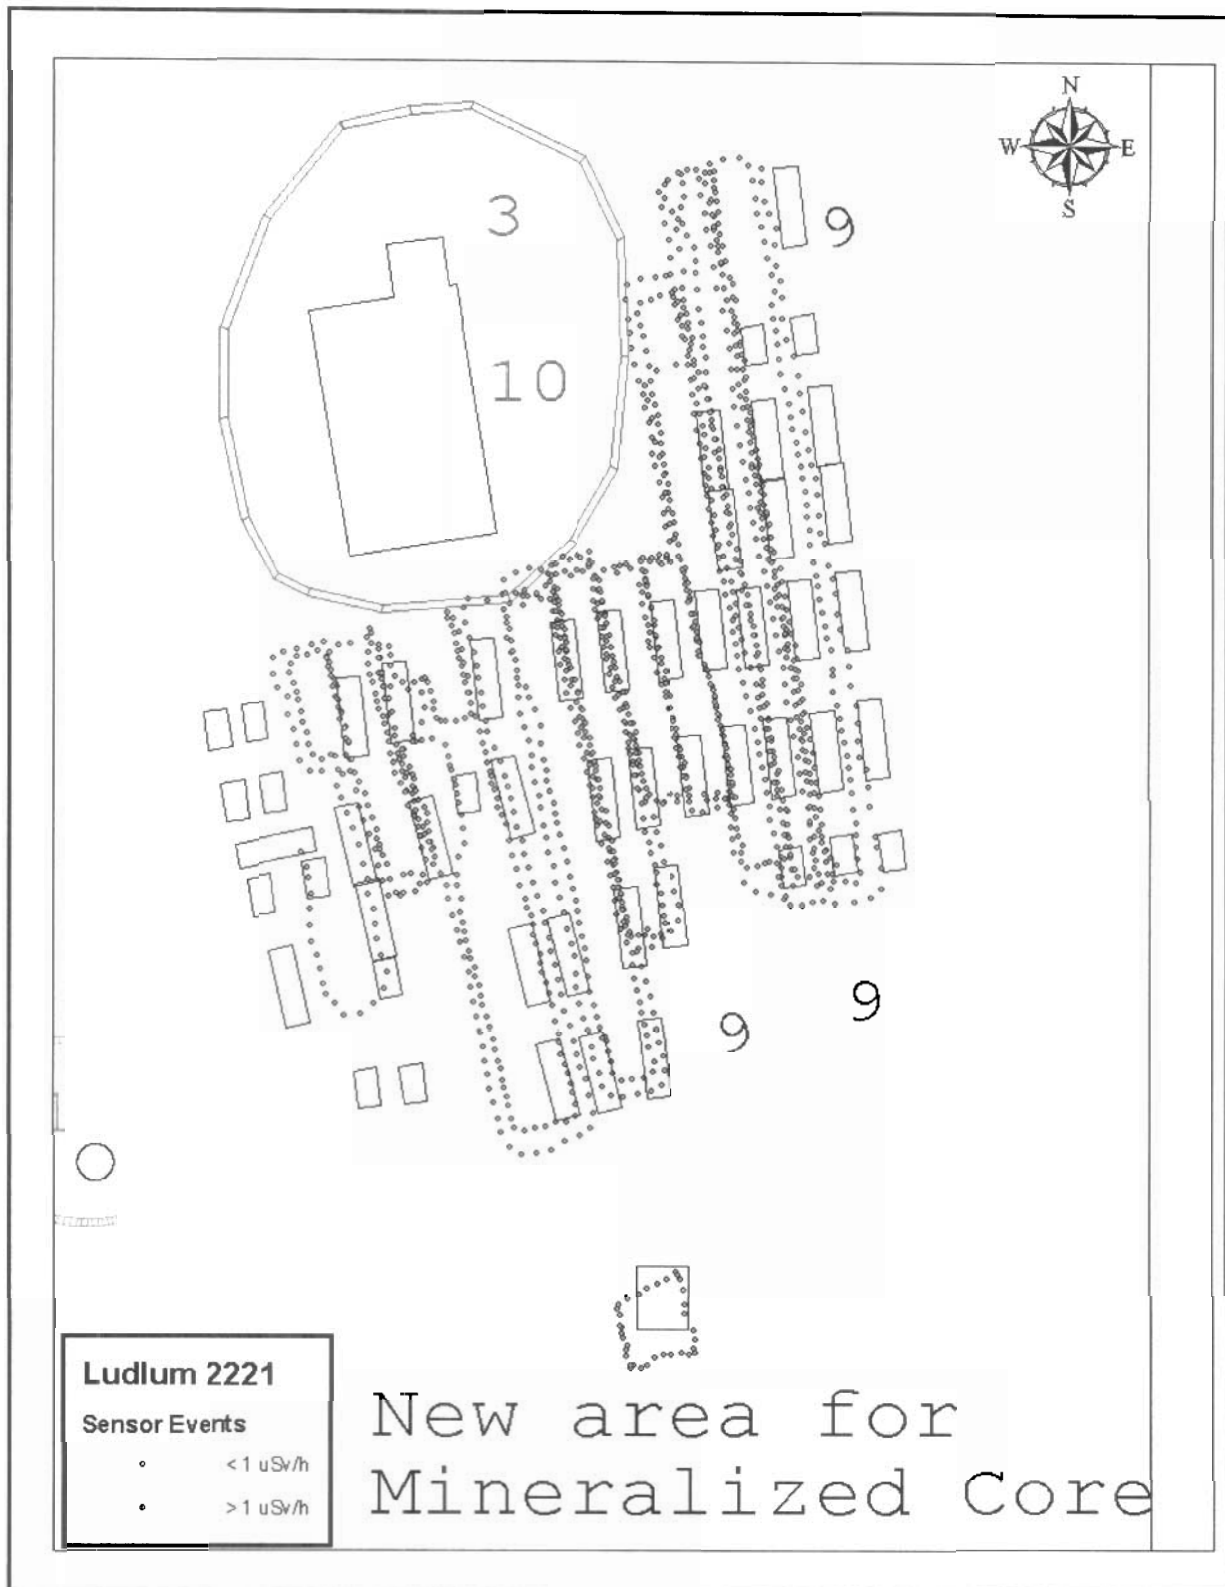 N
W E
S
3
9
10
9
9
Ludlum 2221
Sensor Events
< 1 uSv/h
> 1 uSv/h
New area for
Mineralized Core